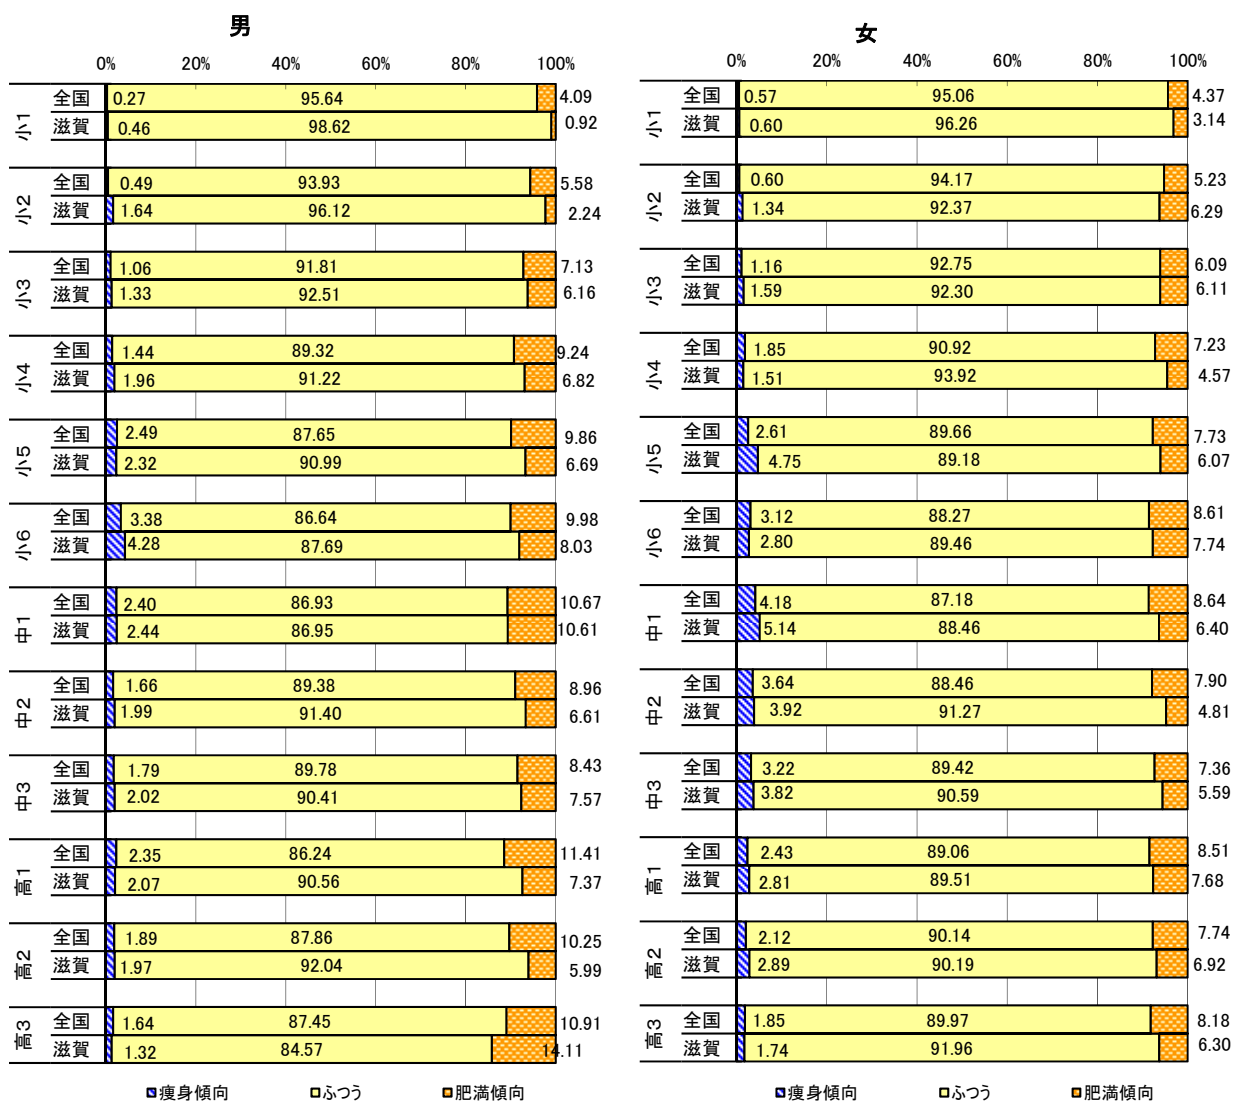 男
0% 20% 40% 60% 80% 100%
小1
全国 0.27 95.64 4.09
滋賀 0.46 98.62 0.92
小2
全国 0.49 93.93 5.58
滋賀 1.64 96.12 2.24
小3
全国 1.06 91.81 7.13
滋賀 1.33 92.51 6.16
小4
全国 1.44 89.32 9.24
滋賀 1.96 91.22 6.82
小5
全国 2.49 87.65 9.86
滋賀 2.32 90.99 6.69
小6
全国 3.38 86.64 9.98
滋賀 4.28 87.69 8.03
中1
全国 2.40 86.93 10.67
滋賀 2.44 86.95 10.61
中2
全国 1.66 89.38 8.96
滋賀 1.99 91.40 6.61
中3
全国 1.79 89.78 8.43
滋賀 2.02 90.41 7.57
高1
全国 2.35 86.24 11.41
滋賀 2.07 90.56 7.37
高2
全国 1.89 87.86 10.25
滋賀 1.97 92.04 5.99
高3
全国 1.64 87.45 10.91
滋賀 1.32 84.57 14.11
痩身傾向 ふつう 肥満傾向
女
0% 20% 40% 60% 80% 100%
小1
全国 0.57 95.06 4.37
滋賀 0.60 96.26 3.14
小2
全国 0.60 94.17 5.23
滋賀 1.34 92.37 6.29
小3
全国 1.16 92.75 6.09
滋賀 1.59 92.30 6.11
小4
全国 1.85 90.92 7.23
滋賀 1.51 93.92 4.57
小5
全国 2.61 89.66 7.73
滋賀 4.75 89.18 6.07
小6
全国 3.12 88.27 8.61
滋賀 2.80 89.46 7.74
中1
全国 4.18 87.18 8.64
滋賀 5.14 88.46 6.40
中2
全国 3.64 88.46 7.90
滋賀 3.92 91.27 4.81
中3
全国 3.22 89.42 7.36
滋賀 3.82 90.59 5.59
高1
全国 2.43 89.06 8.51
滋賀 2.81 89.51 7.68
高2
全国 2.12 90.14 7.74
滋賀 2.89 90.19 6.92
高3
全国 1.85 89.97 8.18
滋賀 1.74 91.96 6.30
痩身傾向 ふつう 肥満傾向